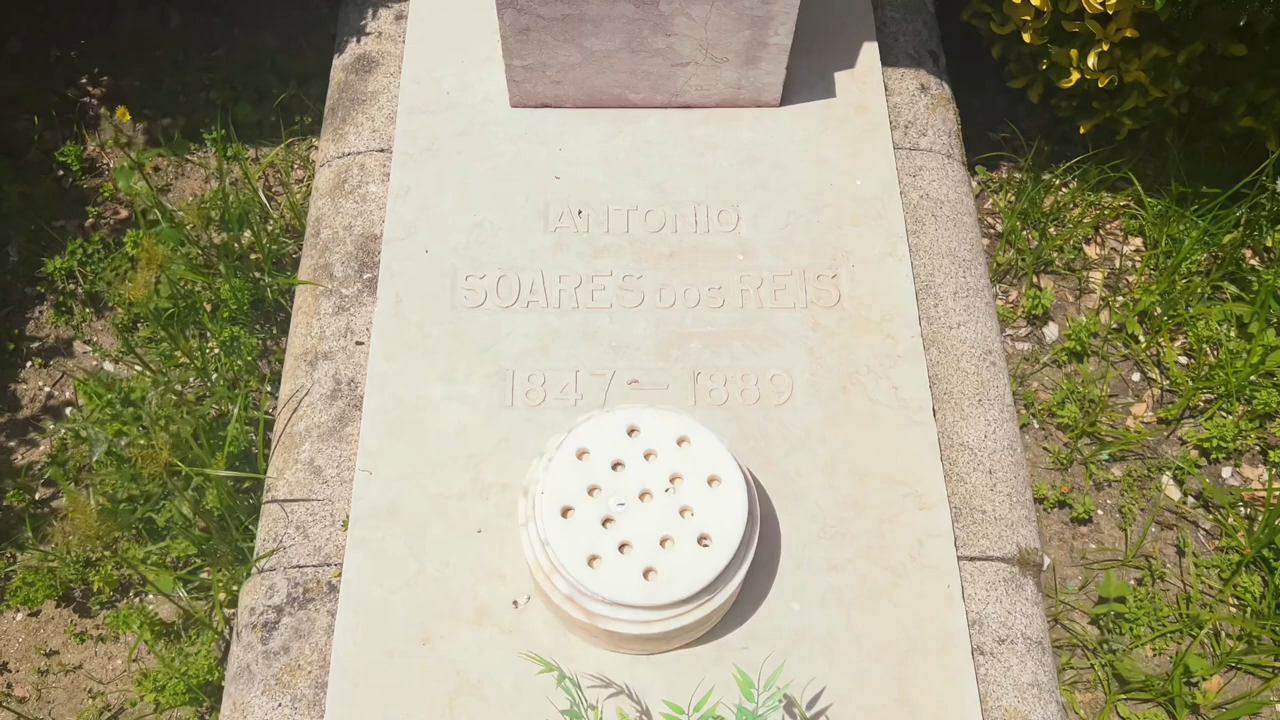 ANTONIO
SOARES DOS REIS
1847 — 1889